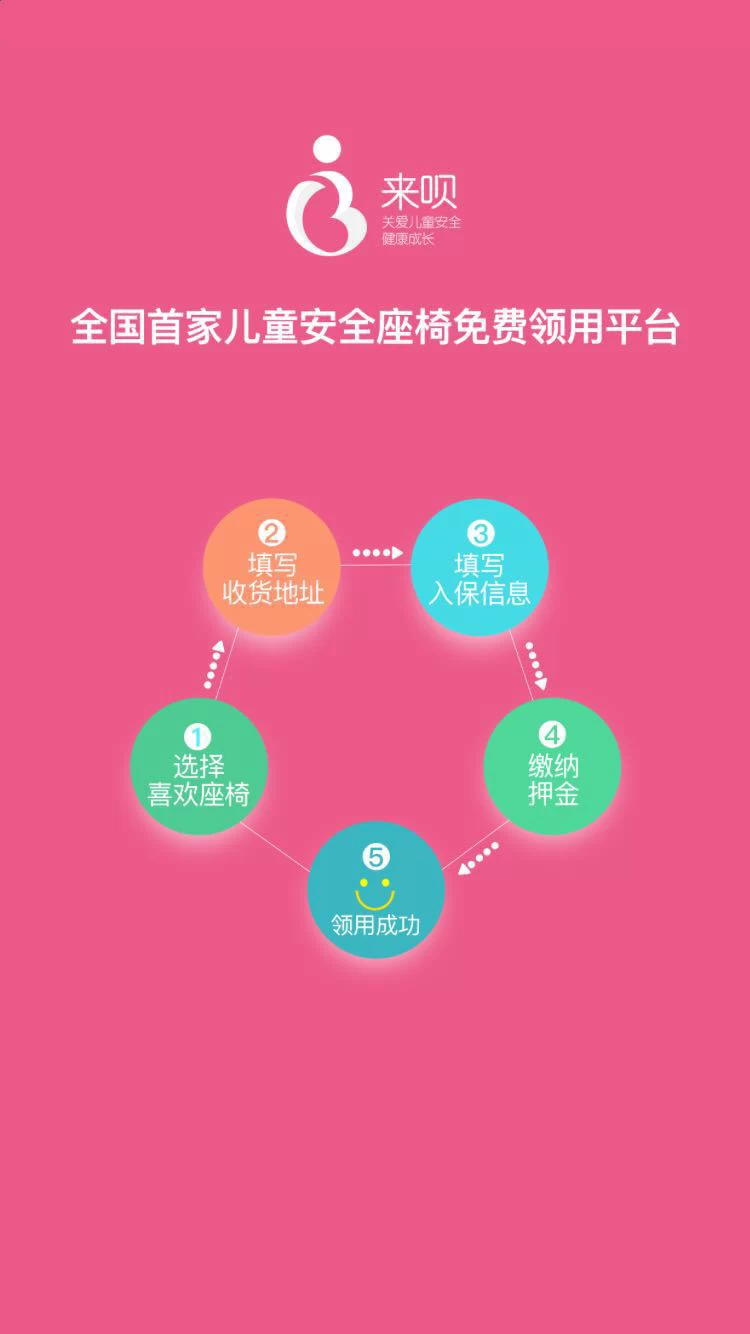 来呗
关爱儿童安全
健康成长
全国首家儿童安全座椅免费领用平台
1
选择
喜欢座椅
2
填写
收货地址
3
填写
入保信息
4
缴纳
押金
5
领用成功